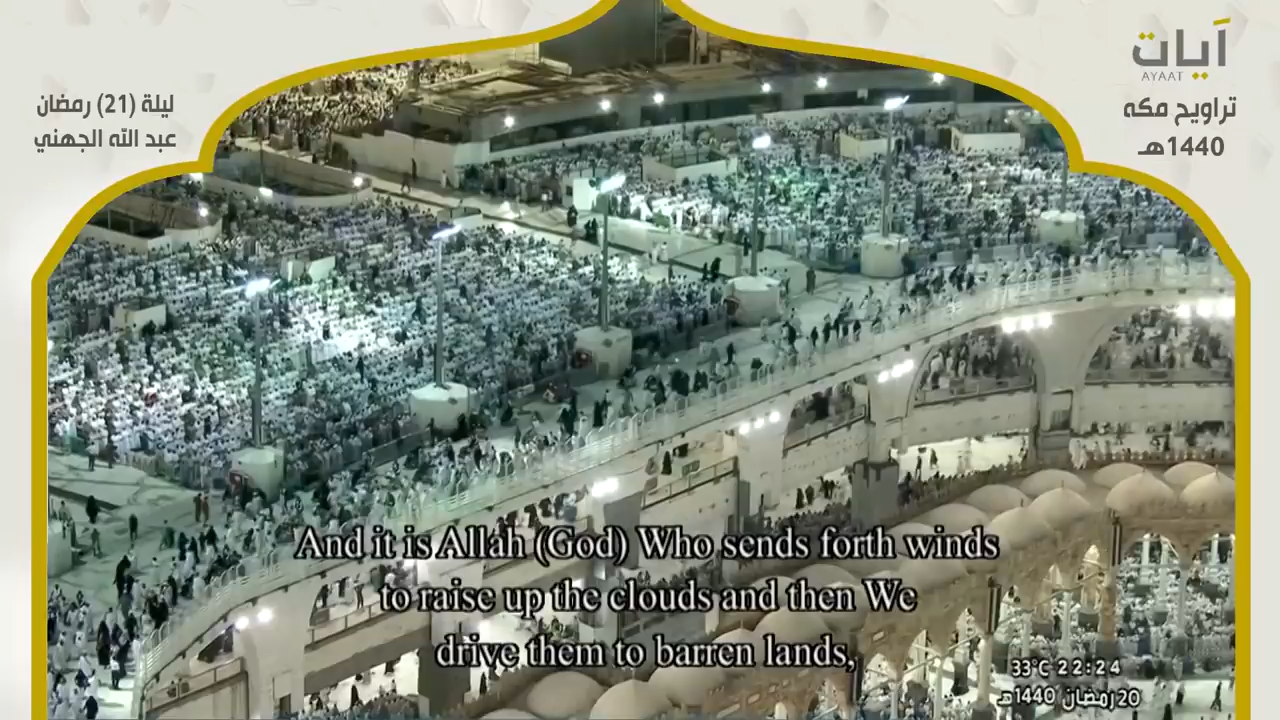 آيات
AYAAT
تراويح مكه
1440هـ
ليلة (21) رمضان
عبد الله الجهني
And it is Allah (God) Who sends forth winds
to raise up the clouds and then We
drive them to barren lands,
33°C 22:24
20 رمضان 1440هـ